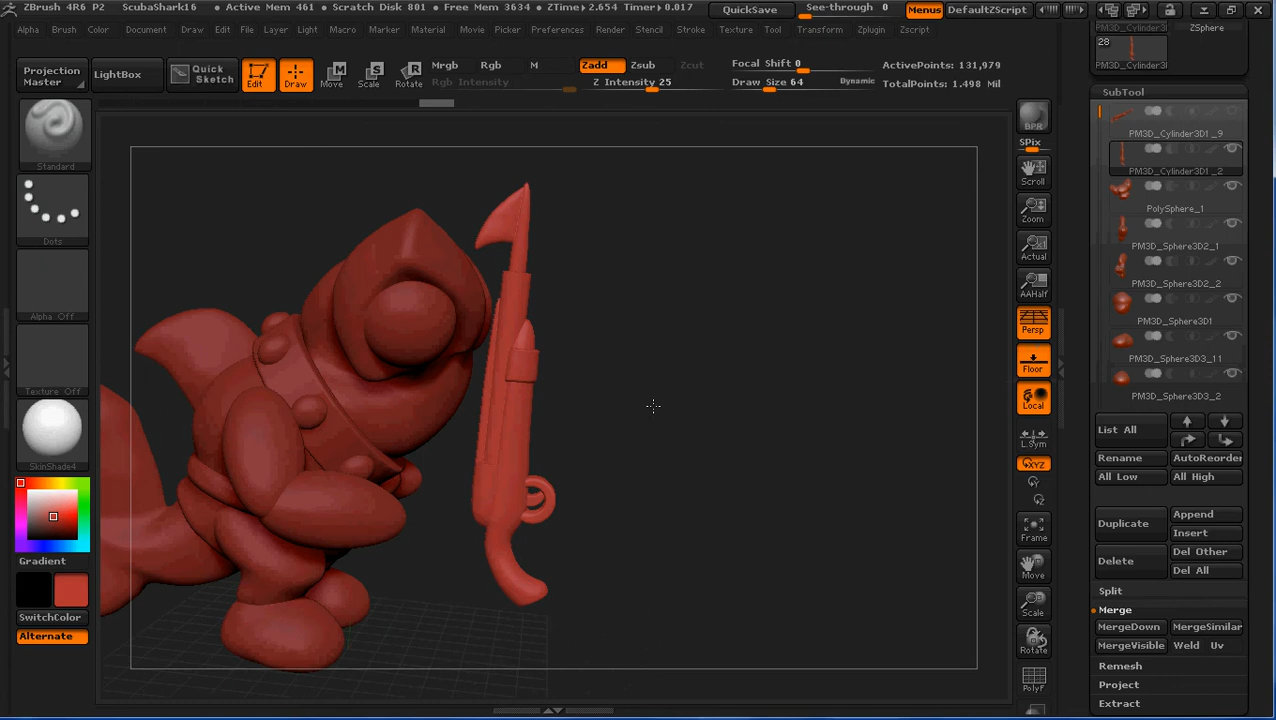 ZBrush 4R6 P2 ScubaShark16 • Active Mem 461 • Scratch Disk 801 • Free Mem 3634 • ZTime▸2.654 Timer▸0.017 QuickSave See-through 0 Menus DefaultZScript
Alpha Brush Color Document Draw Edit File Layer Light Macro Marker Material Movie Picker Preferences Render Stencil Stroke Texture Tool Transform Zplugin Zscript
Projection Master
LightBox
Quick Sketch
Edit
Draw
Move
Scale
Rotate
Mrgb Rgb M
Rgb Intensity
Zadd Zsub Zcut
Z Intensity 25
Focal Shift 0
Draw Size 64 Dynamic
ActivePoints: 131,979
TotalPoints: 1.498 Mil
Standard
Dots
Alpha Off
Texture Off
SkinShade4
Gradient
SwitchColor
Alternate
BPR
SPix
Scroll
Zoom
Actual
AAHalf
Persp
Floor
Local
L.Sym
XYZ
Frame
Move
Scale
Rotate
PolyF
PM3D_Cylinder3D
ZSphere
28
PM3D_Cylinder3D
SubTool
PM3D_Cylinder3D1_9
PM3D_Cylinder3D1_2
PolySphere_1
PM3D_Sphere3D2_1
PM3D_Sphere3D2_2
PM3D_Sphere3D1
PM3D_Sphere3D3_11
PM3D_Sphere3D3_2
List All
Rename AutoReorder
All Low All High
Duplicate Append
Insert
Delete Del Other
Del All
Split
Merge
MergeDown MergeSimilar
MergeVisible Weld Uv
Remesh
Project
Extract